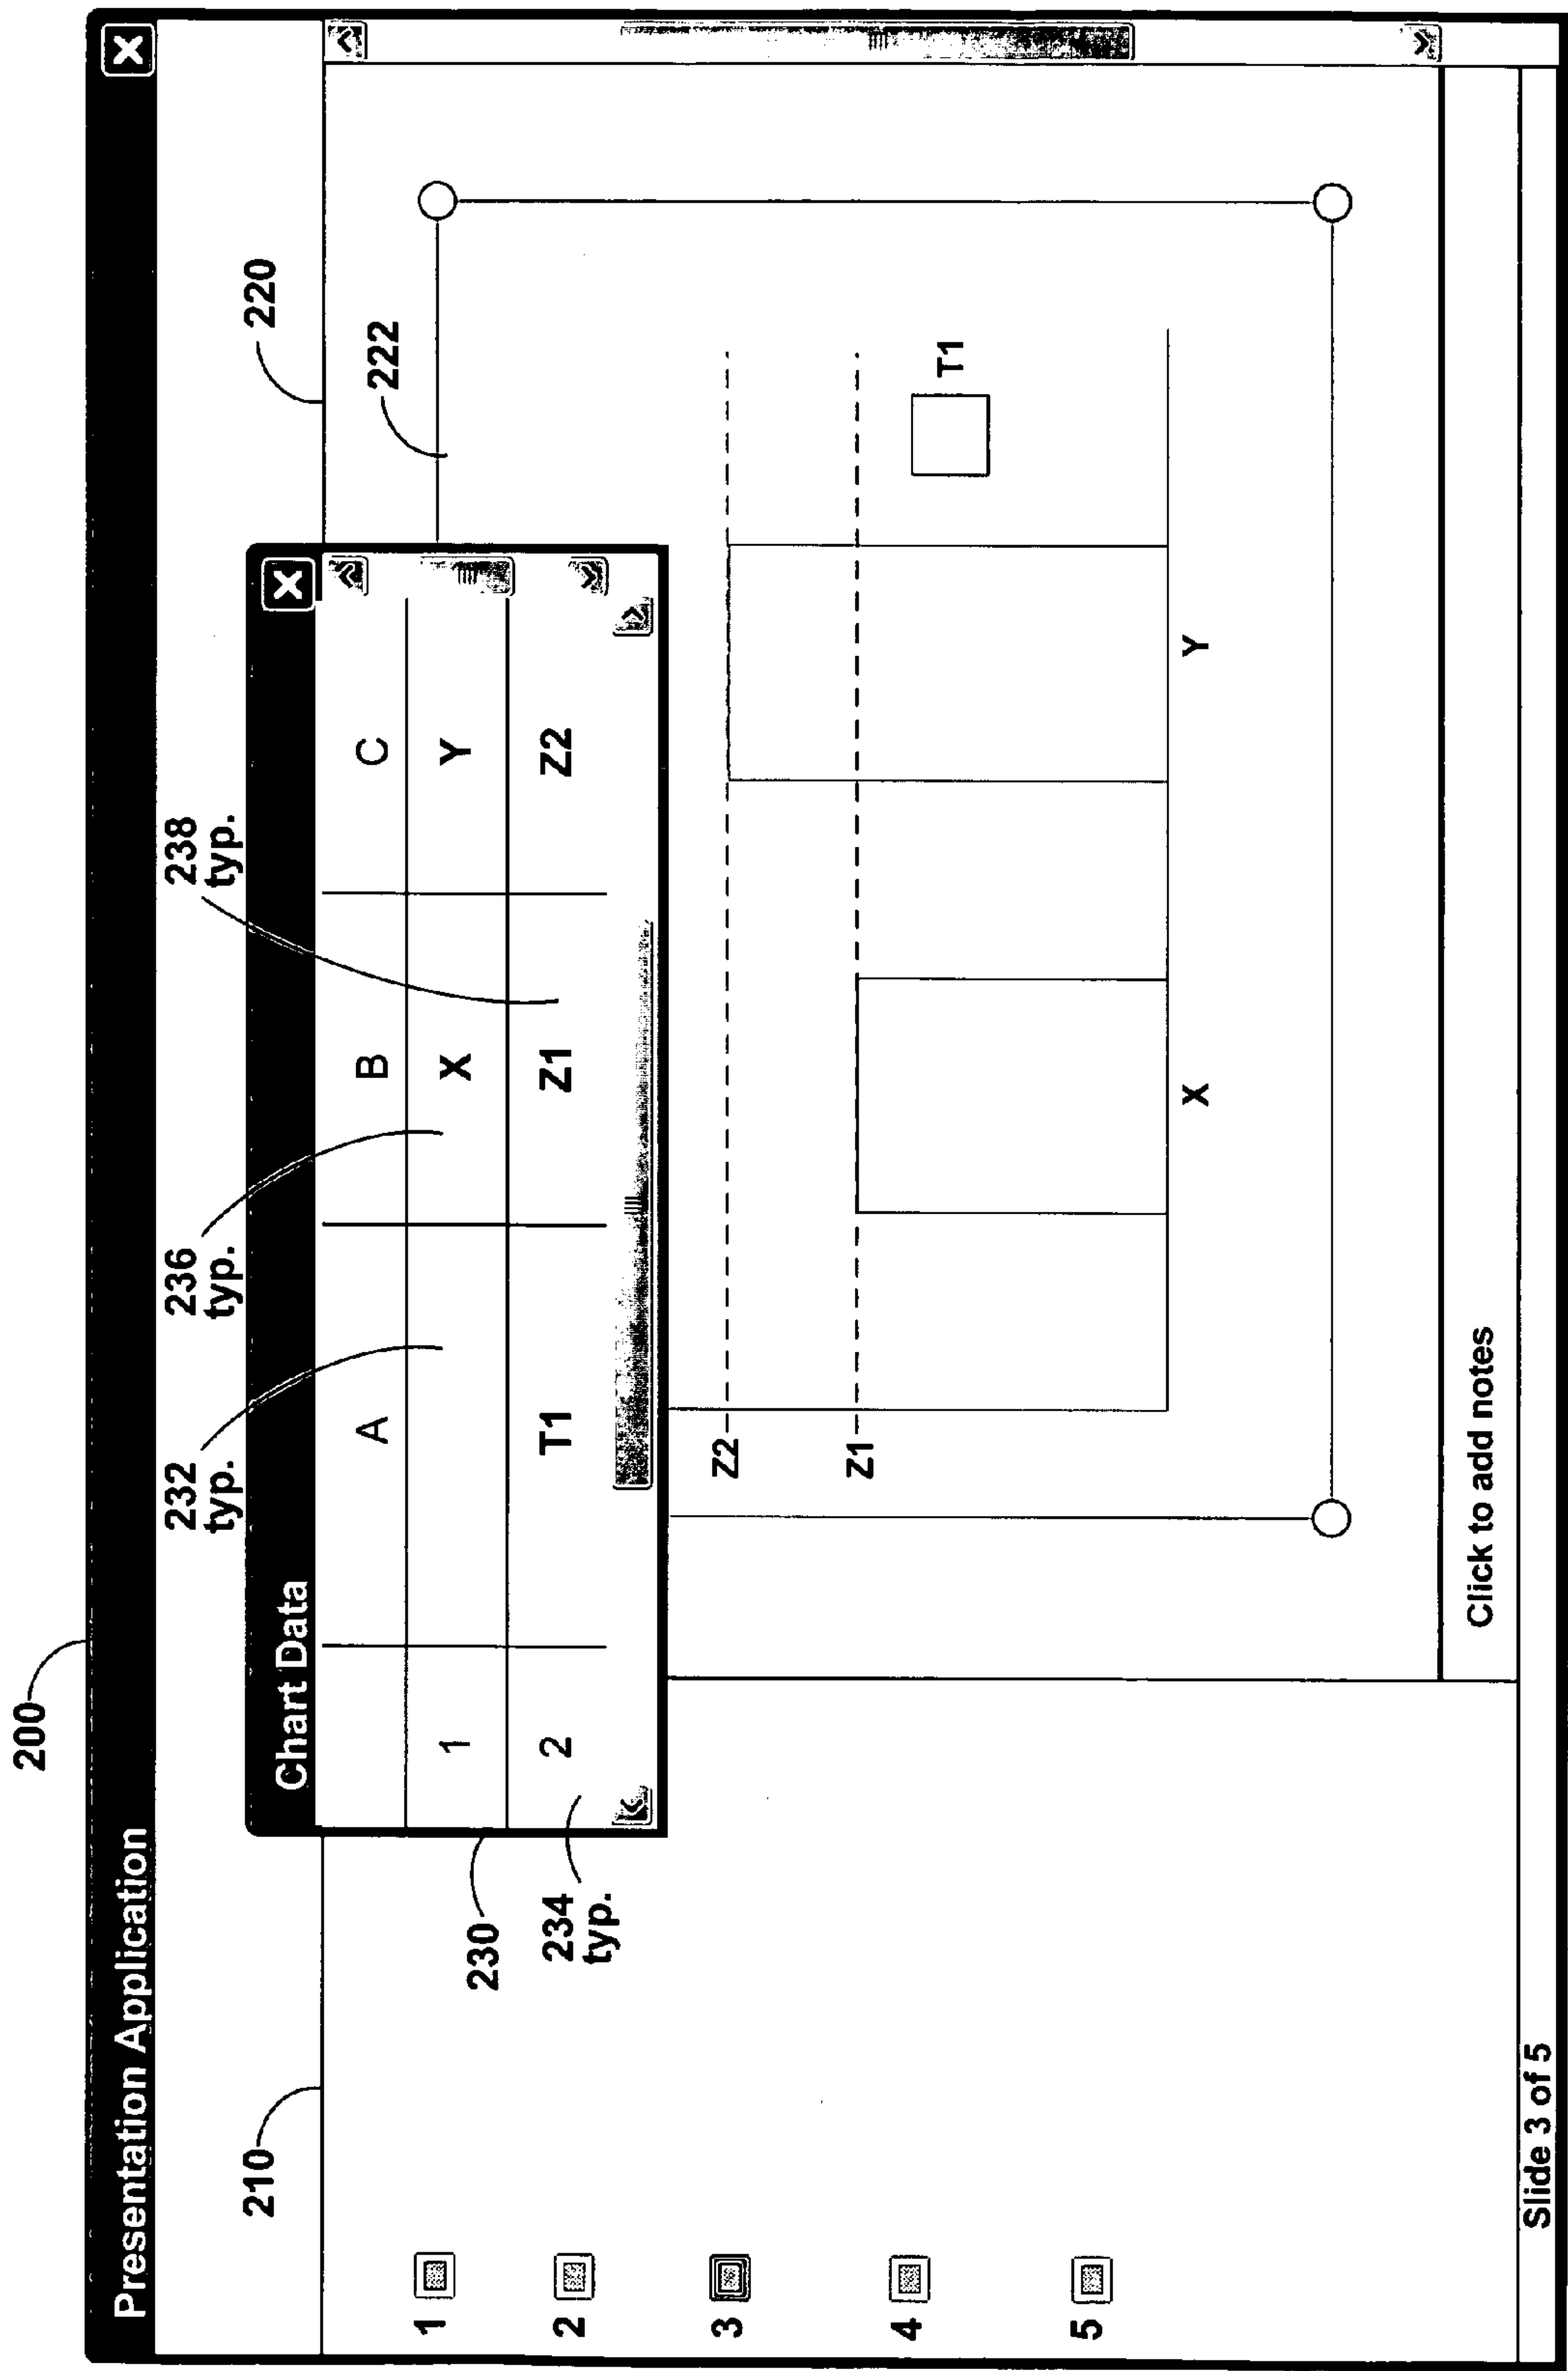 200
Presentation Application
X
210
220
232 typ.
236 typ.
238 typ.
Chart Data
X
222
A B C
1 X Y
2 T1 Z1 Z2
230
234 typ.
1
2
3
4
5
Z2
Z1
T1
X Y
Click to add notes
Slide 3 of 5